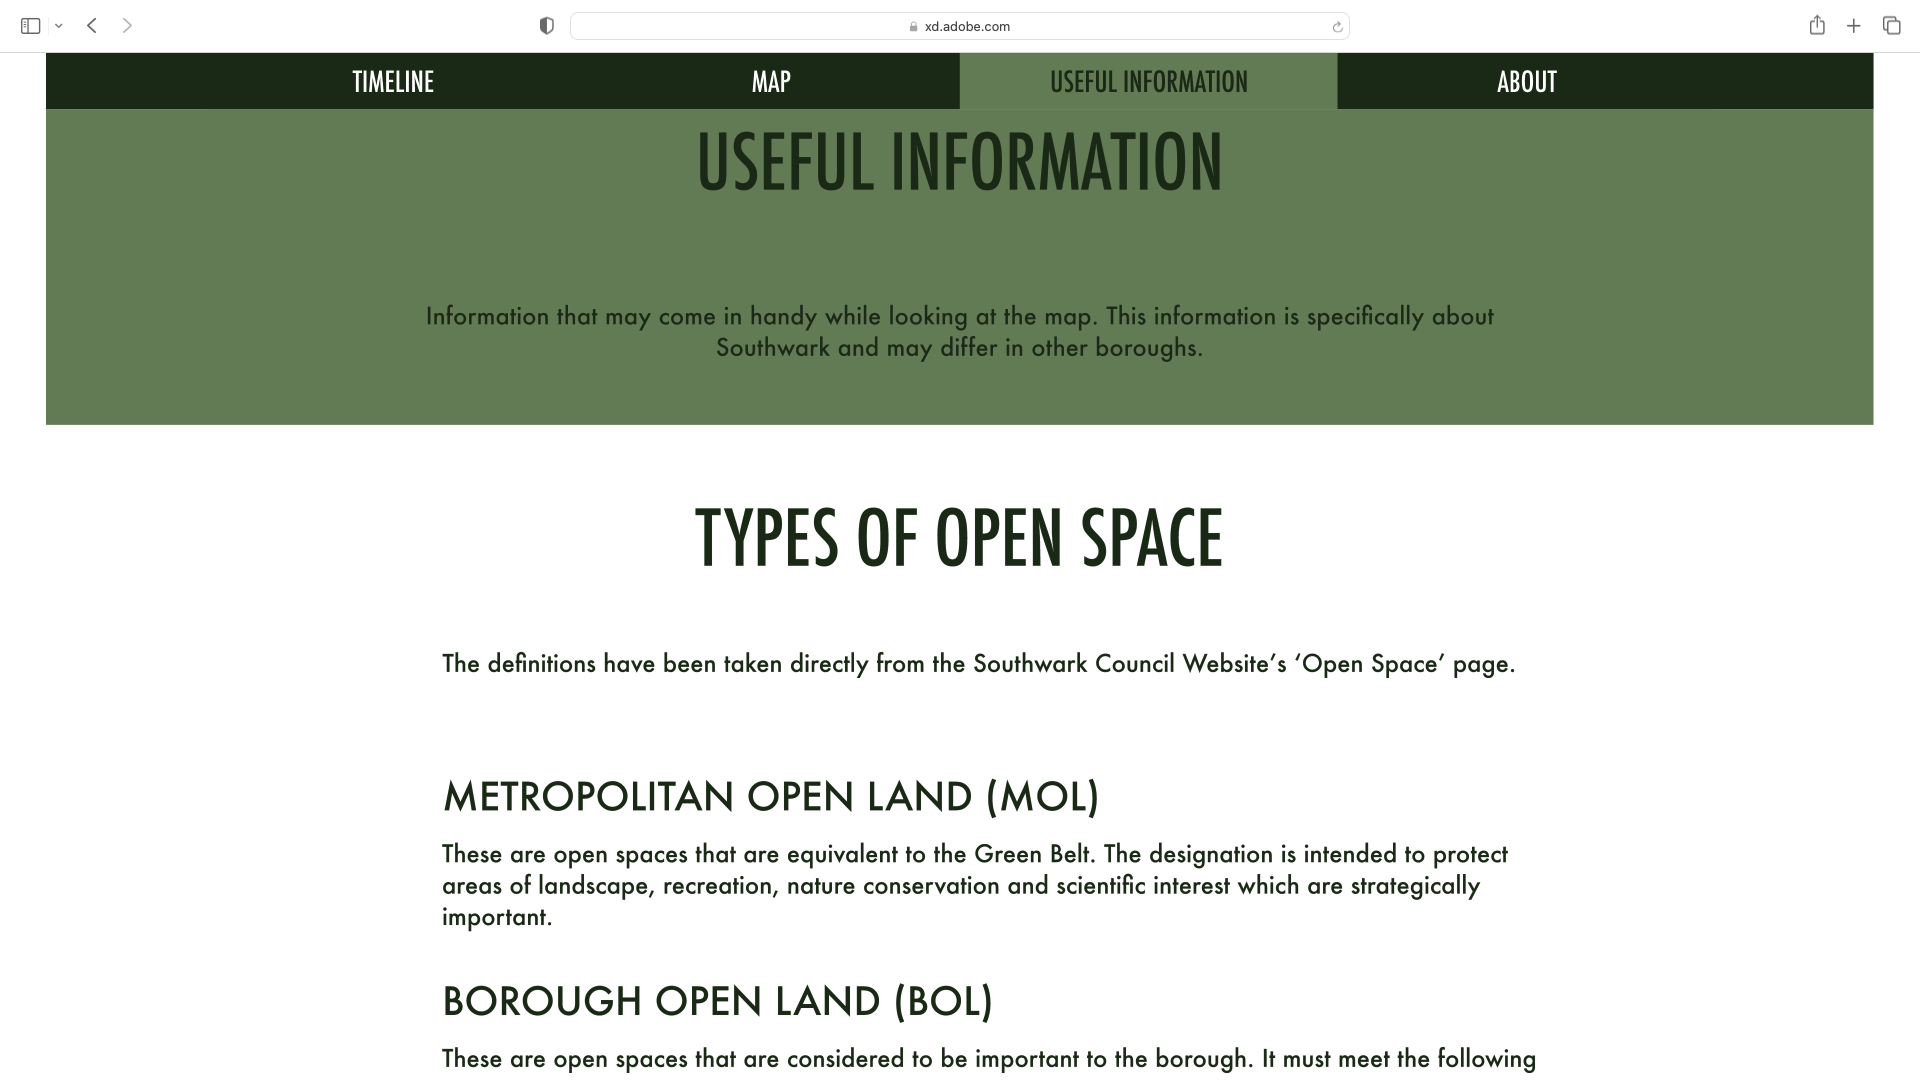 xd.adobe.com
TIMELINE
MAP
USEFUL INFORMATION
ABOUT
USEFUL INFORMATION
Information that may come in handy while looking at the map. This information is specifically about
Southwark and may differ in other boroughs.
TYPES OF OPEN SPACE
The definitions have been taken directly from the Southwark Council Website’s ‘Open Space’ page.
METROPOLITAN OPEN LAND (MOL)
These are open spaces that are equivalent to the Green Belt. The designation is intended to protect
areas of landscape, recreation, nature conservation and scientific interest which are strategically
important.
BOROUGH OPEN LAND (BOL)
These are open spaces that are considered to be important to the borough. It must meet the following